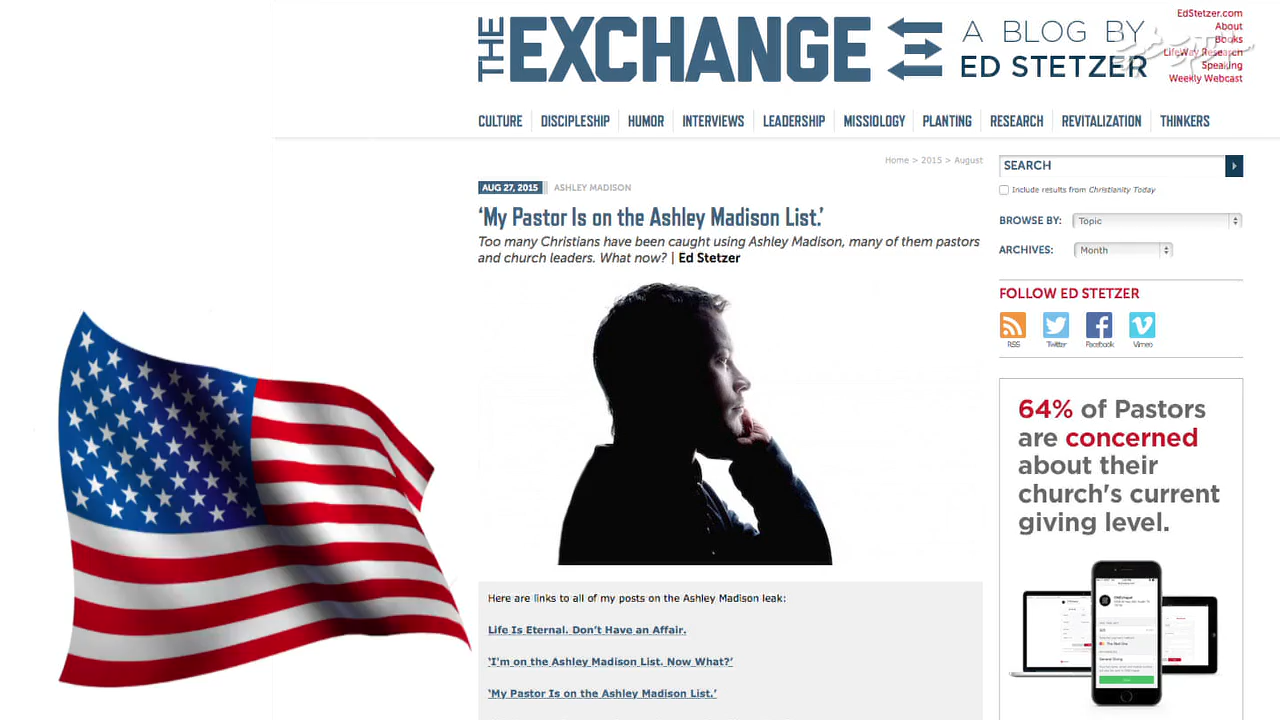 THE EXCHANGE
A BLOG BY
ED STETZER
EdStetzer.com
About
Books
LifeWay Research
Speaking
Weekly Webcast
CULTURE DISCIPLESHIP HUMOR INTERVIEWS LEADERSHIP MISSIOLOGY PLANTING RESEARCH REVITALIZATION THINKERS
Home > 2015 > August
AUG 27, 2015 ASHLEY MADISON
‘My Pastor Is on the Ashley Madison List.’
Too many Christians have been caught using Ashley Madison, many of them pastors
and church leaders. What now? | Ed Stetzer
Here are links to all of my posts on the Ashley Madison leak:
Life Is Eternal. Don’t Have an Affair.
‘I’m on the Ashley Madison List. Now What?’
‘My Pastor Is on the Ashley Madison List.’
SEARCH
Include results from Christianity Today
BROWSE BY: Topic
ARCHIVES: Month
FOLLOW ED STETZER
RSS Twitter Facebook Vimeo
64% of Pastors
are concerned
about their
church's current
giving level.